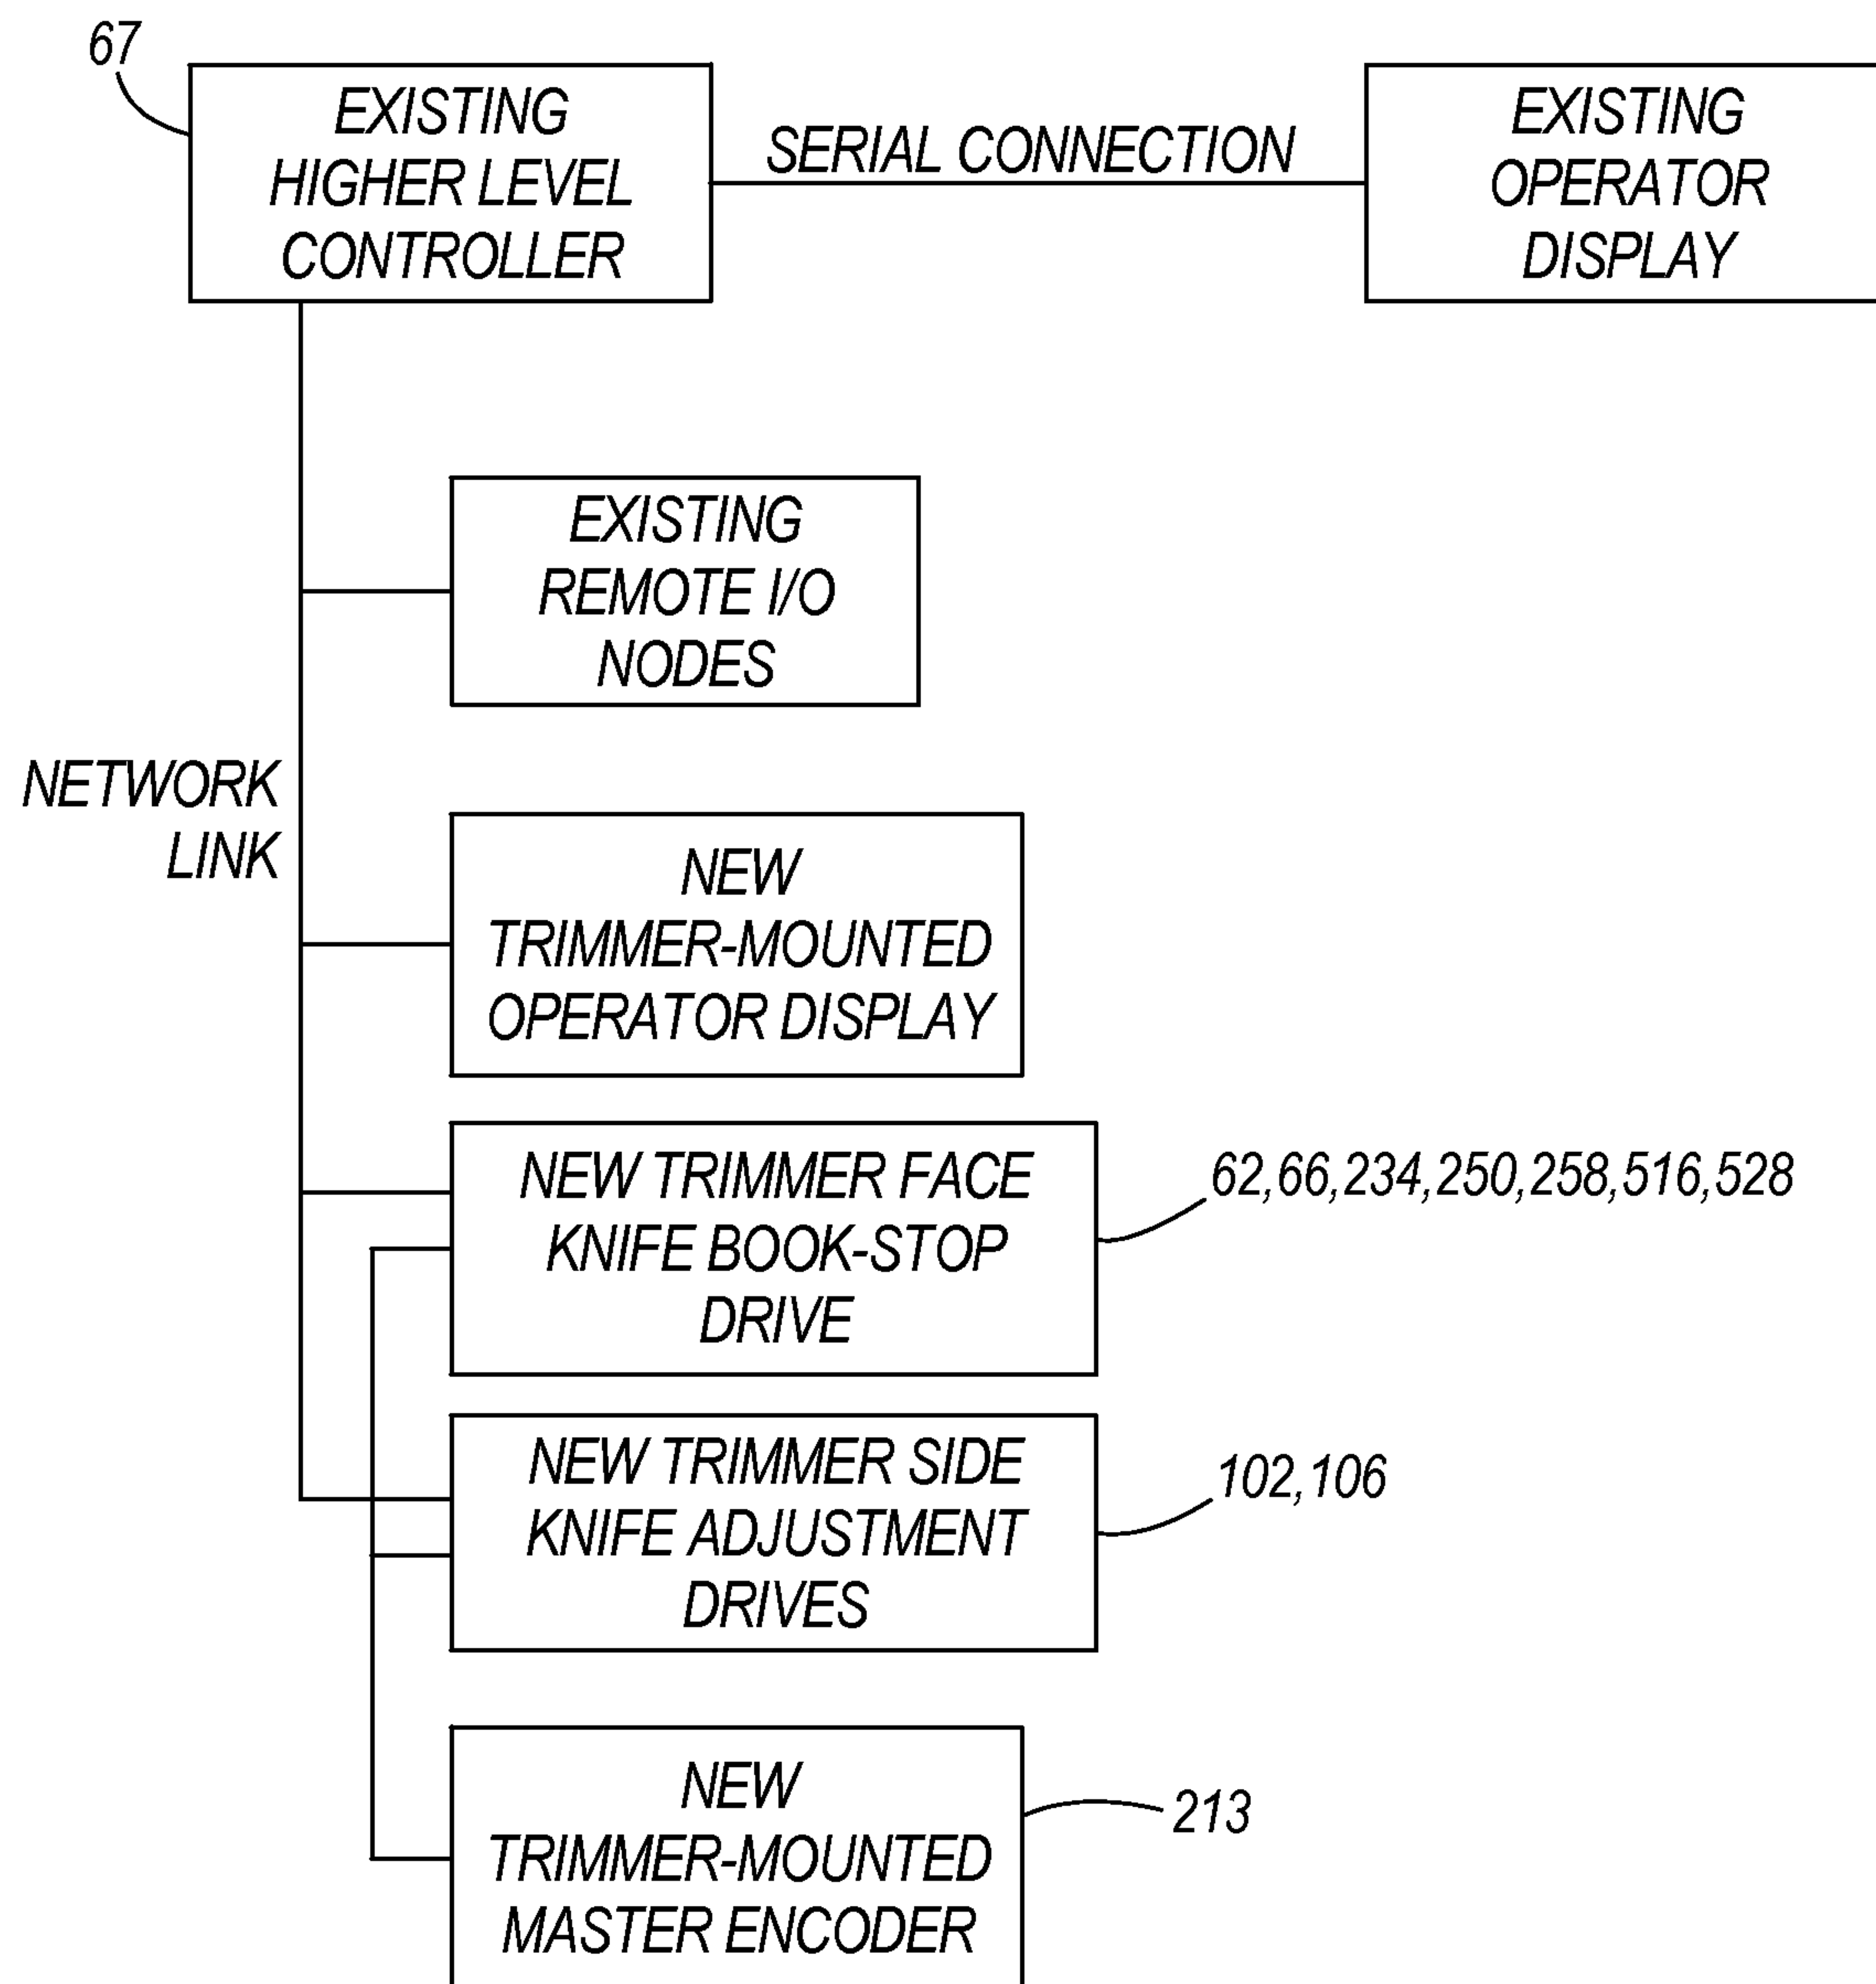 67
EXISTING
HIGHER LEVEL
CONTROLLER
SERIAL CONNECTION
EXISTING
OPERATOR
DISPLAY
EXISTING
REMOTE I/O
NODES
NETWORK
LINK
NEW
TRIMMER-MOUNTED
OPERATOR DISPLAY
NEW TRIMMER FACE
KNIFE BOOK-STOP
DRIVE
62,66,234,250,258,516,528
NEW TRIMMER SIDE
KNIFE ADJUSTMENT
DRIVES
102,106
NEW
TRIMMER-MOUNTED
MASTER ENCODER
213